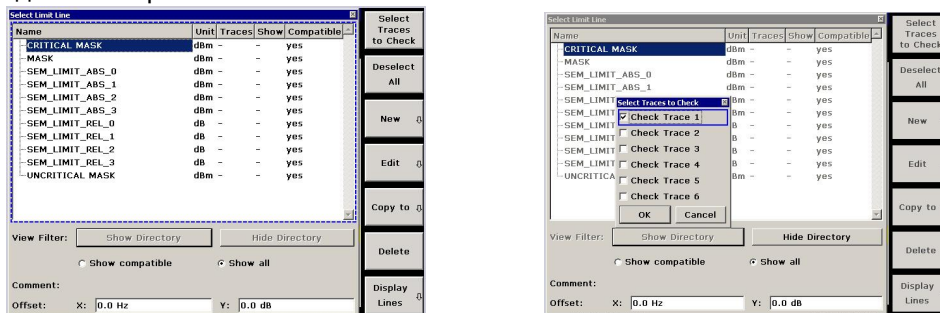 Select Limit Line
Name Unit Traces Show Compatible
CRITICAL MASK dBm - - yes
MASK dBm - - yes
SEM_LIMIT_ABS_0 dBm - - yes
SEM_LIMIT_ABS_1 dBm - - yes
SEM_LIMIT_ABS_2 dBm - - yes
SEM_LIMIT_ABS_3 dBm - - yes
SEM_LIMIT_REL_0 dB - - yes
SEM_LIMIT_REL_1 dB - - yes
SEM_LIMIT_REL_2 dB - - yes
SEM_LIMIT_REL_3 dB - - yes
UNCRITICAL MASK dBm - - yes
View Filter: Show Directory Hide Directory
Show compatible Show all
Comment:
Offset: X: 0.0 Hz Y: 0.0 dB
Select
Traces
to Check
Deselect
All
New
Edit
Copy to
Delete
Display
Lines
Select Limit Line
Name Unit Traces Show Compatible
CRITICAL MASK dBm - - yes
MASK dBm - - yes
SEM_LIMIT_ABS_0 dBm - - yes
SEM_LIMIT_ABS_1 dBm - - yes
SEM_LIMIT Bm - - yes
SEM_LIMIT Bm - - yes
SEM_LIMIT B - - yes
SEM_LIMIT B - - yes
SEM_LIMIT B - - yes
SEM_LIMIT B - - yes
UNCRITICA Bm - - yes
Select Traces to Check
Check Trace 1
Check Trace 2
Check Trace 3
Check Trace 4
Check Trace 5
Check Trace 6
OK Cancel
View Filter: Show Directory Hide Directory
Show compatible Show all
Comment:
Offset: X: 0.0 Hz Y: 0.0 dB
Select
Traces
to Check
Deselect
All
New
Edit
Copy to
Delete
Display
Lines